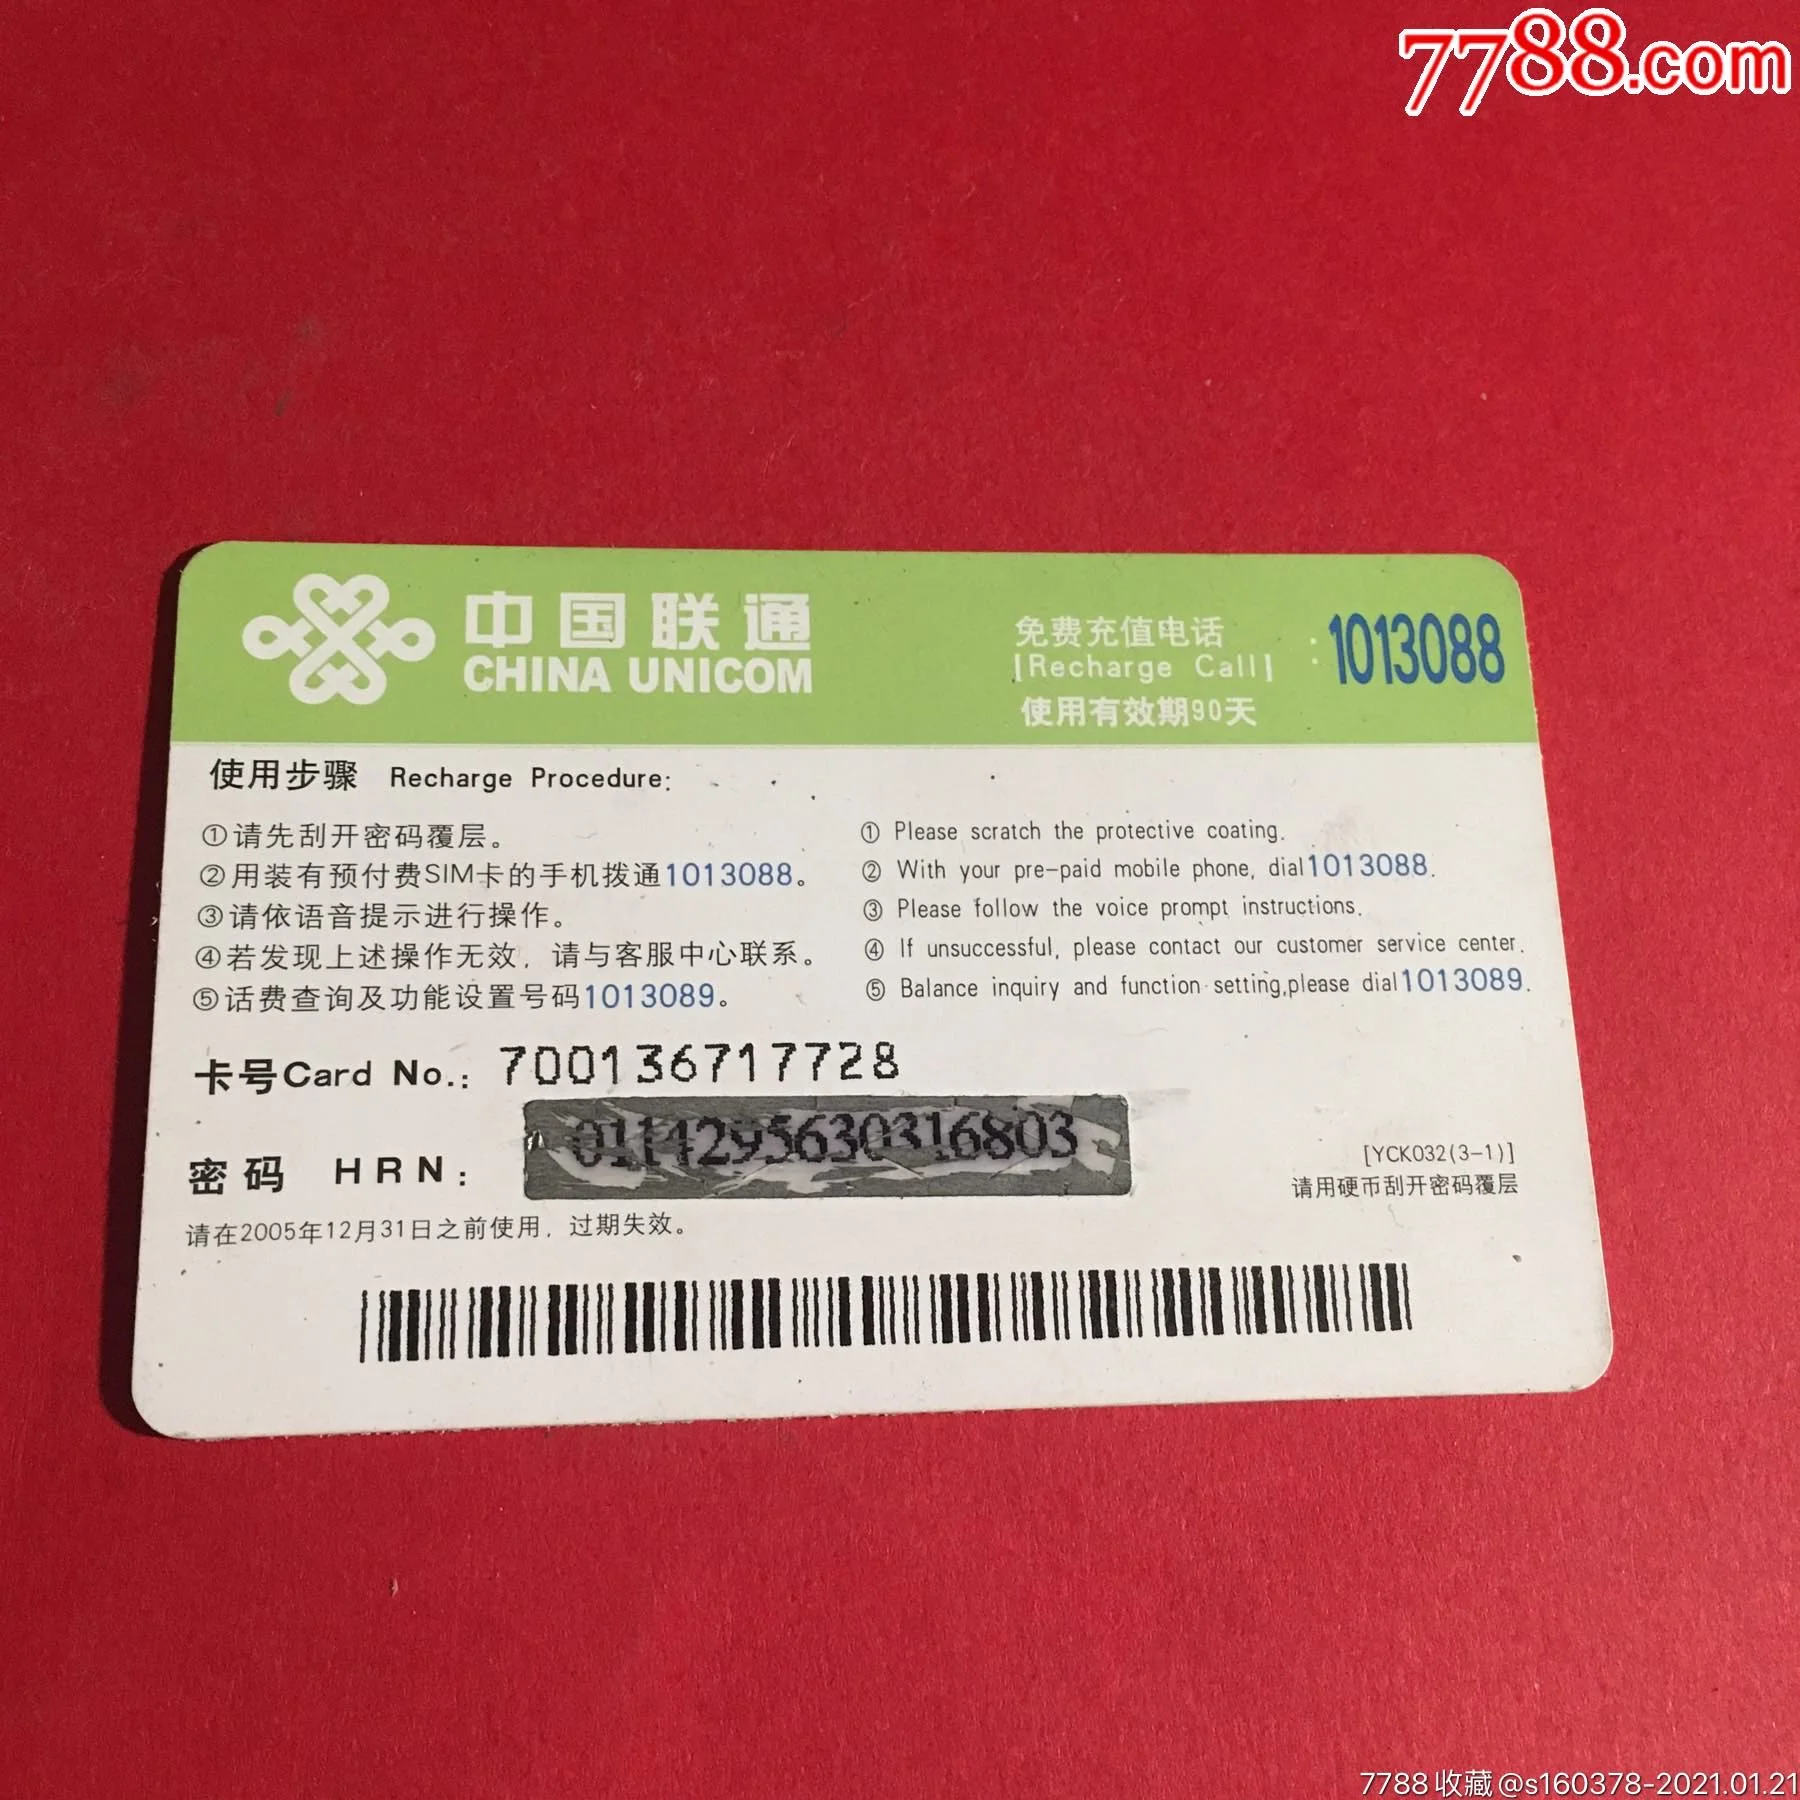 7788.com
中国联通
CHINA UNICOM
免费充值电话
[Recharge Call]
:1013088
使用有效期90天
使用步骤 Recharge Procedure:
①请先刮开密码覆层。
②用装有预付费SIM卡的手机拨通1013088。
③请依语音提示进行操作。
④若发现上述操作无效，请与客服中心联系。
⑤话费查询及功能设置号码1013089。
① Please scratch the protective coating.
② With your pre-paid mobile phone, dial1013088.
③ Please follow the voice prompt instructions.
④ If unsuccessful, please contact our customer service center.
⑤ Balance inquiry and function setting,please dial1013089.
卡号Card No.: 700136717728
密码 HRN: 0114295630316803
[YCK032(3-1)]
请用硬币刮开密码覆层
请在2005年12月31日之前使用，过期失效。
7788收藏@s160378-2021.01.21